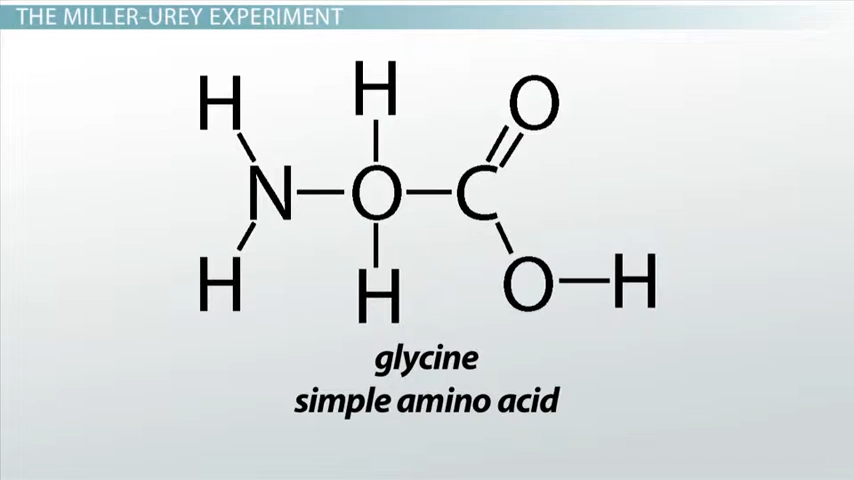 THE MILLER-UREY EXPERIMENT
H H O
N O C
H H O H
glycine
simple amino acid